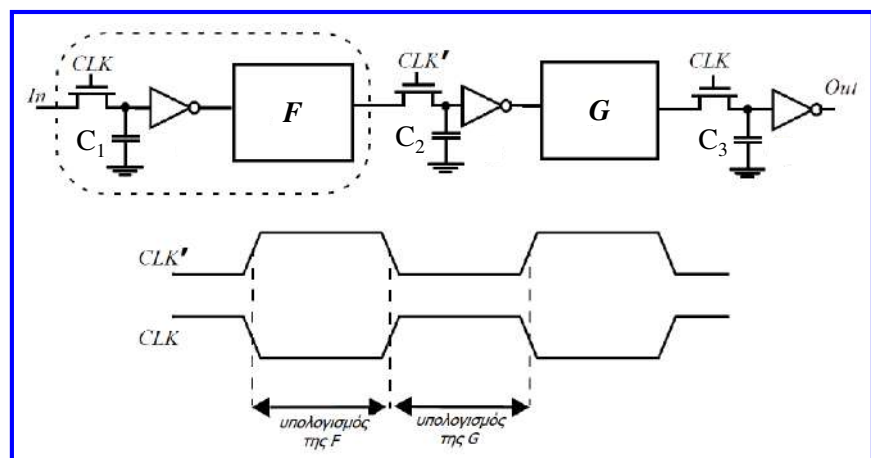 CLK
CLK'
CLK
In
F
G
Out
C1
C2
C3
CLK'
CLK
υπολογισμός
της F
υπολογισμός
της G